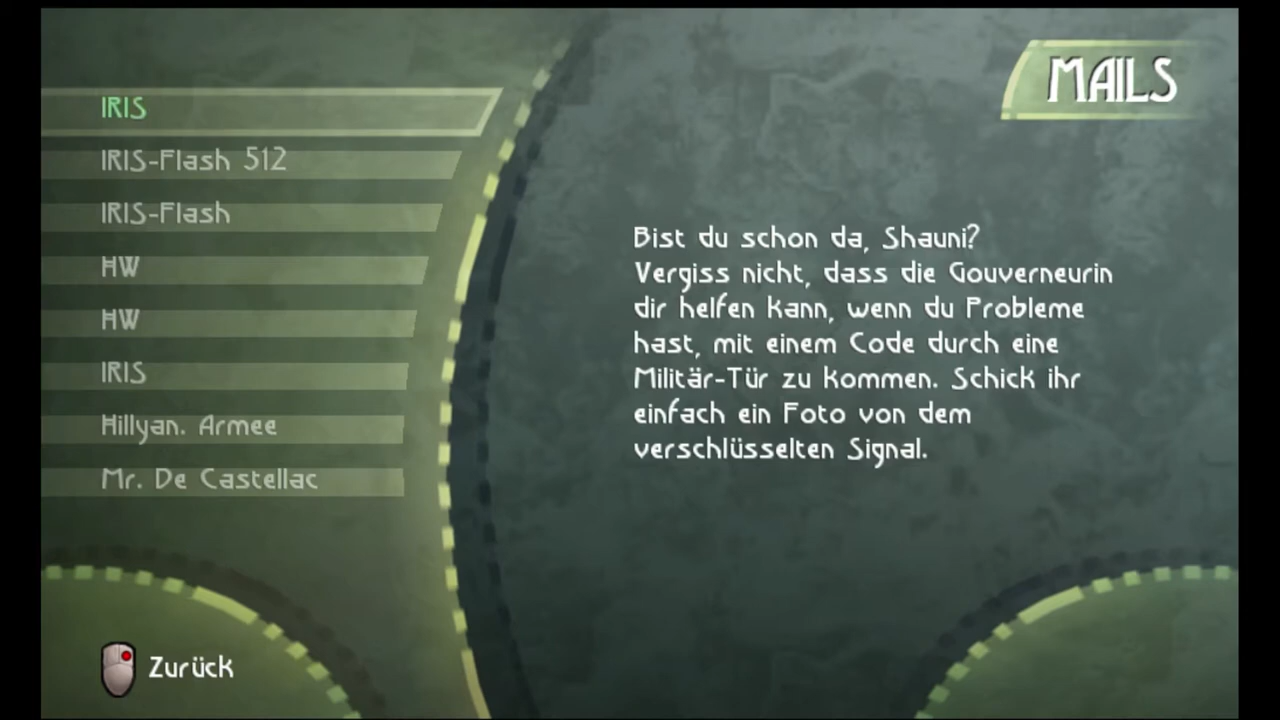 MAILS
IRIS
IRIS-Flash 512
IRIS-Flash
HW
HW
IRIS
Hillyan. Armee
Mr. De Castellac
Bist du schon da, Shauni?
Vergiss nicht, dass die Gouverneurin
dir helfen kann, wenn du Probleme
hast, mit einem Code durch eine
Militär-Tür zu kommen. Schick ihr
einfach ein Foto von dem
verschlüsselten Signal.
Zurück